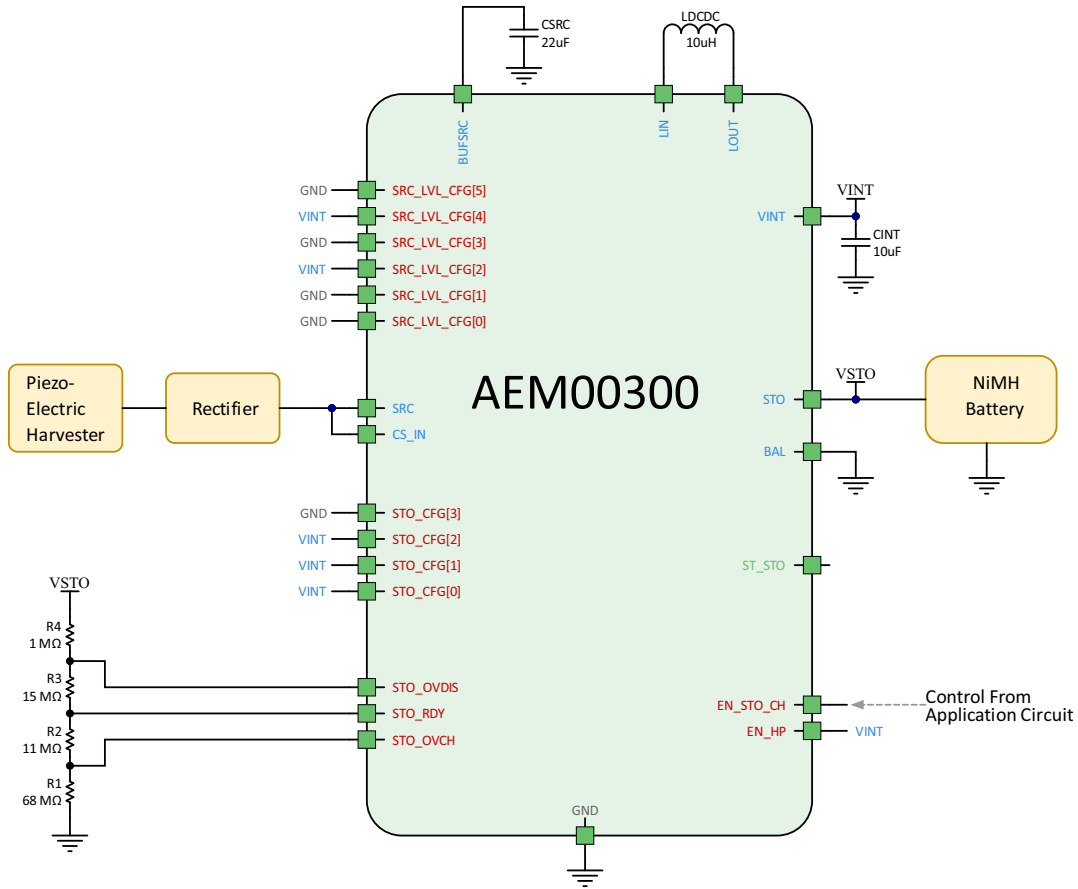 CSRC
22uF
LDCDC
10uH
BUFSRC
LIN
LOUT
GND
SRC_LVL_CFG[5]
VINT
SRC_LVL_CFG[4]
GND
SRC_LVL_CFG[3]
VINT
SRC_LVL_CFG[2]
GND
SRC_LVL_CFG[1]
GND
SRC_LVL_CFG[0]
VINT
VINT
CINT
10uF
Piezo-
Electric
Harvester
Rectifier
SRC
CS_IN
AEM00300
STO
BAL
VSTO
NiMH
Battery
GND
STO_CFG[3]
VINT
STO_CFG[2]
VINT
STO_CFG[1]
VINT
STO_CFG[0]
ST_STO
VSTO
R4
1 MΩ
R3
15 MΩ
R2
11 MΩ
R1
68 MΩ
STO_OVDIS
STO_RDY
STO_OVCH
EN_STO_CH
EN_HP
VINT
Control From
Application Circuit
GND